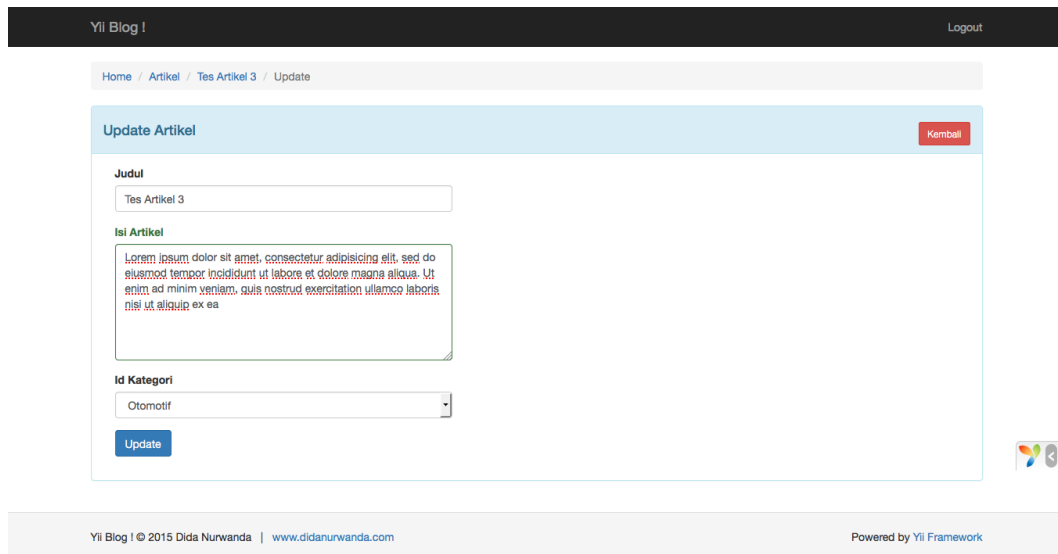 Yii Blog !
Logout
Home / Artikel / Tes Artikel 3 / Update
Update Artikel
Kembali
Judul
Tes Artikel 3
Isi Artikel
Lorem ipsum dolor sit amet, consectetur adipisicing elit, sed do
eiusmod tempor incididunt ut labore et dolore magna aliqua. Ut
enim ad minim veniam, quis nostrud exercitation ullamco laboris
nisi ut aliquip ex ea
Id Kategori
Otomotif
Update
Yii Blog ! © 2015 Dida Nurwanda | www.didanurwanda.com
Powered by Yii Framework